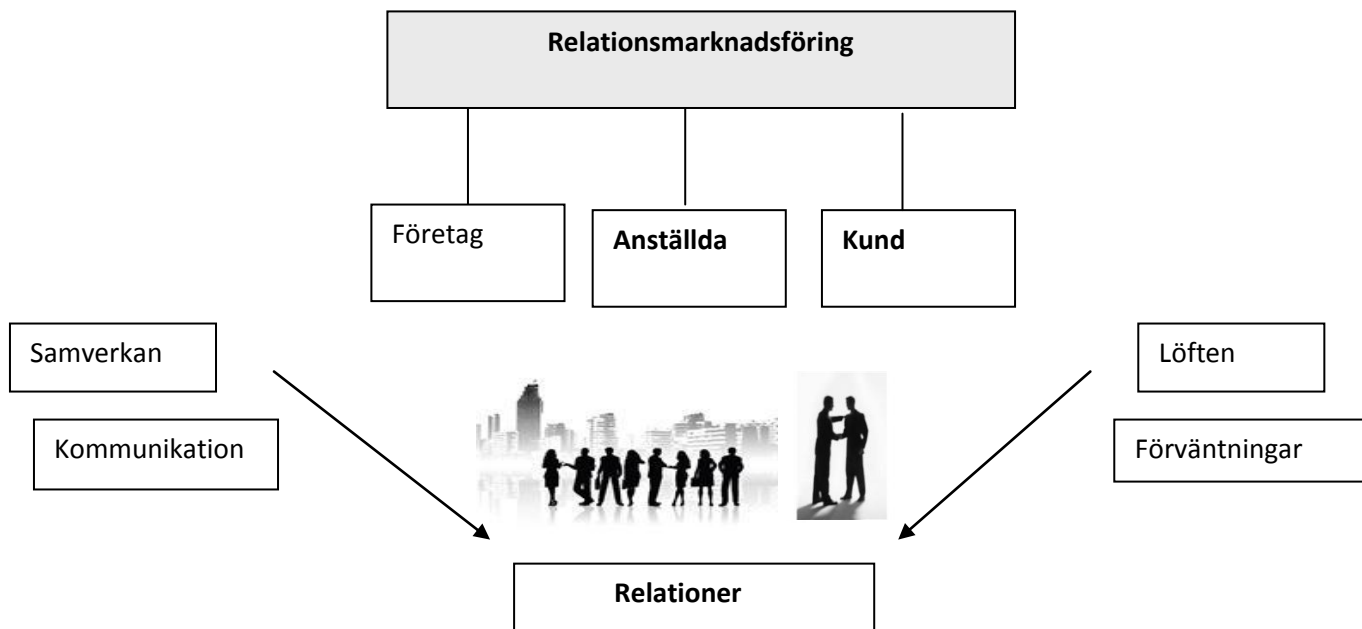 Relationsmarknadsföring
Företag
Anställda
Kund
Samverkan
Löften
Kommunikation
Förväntningar
Relationer